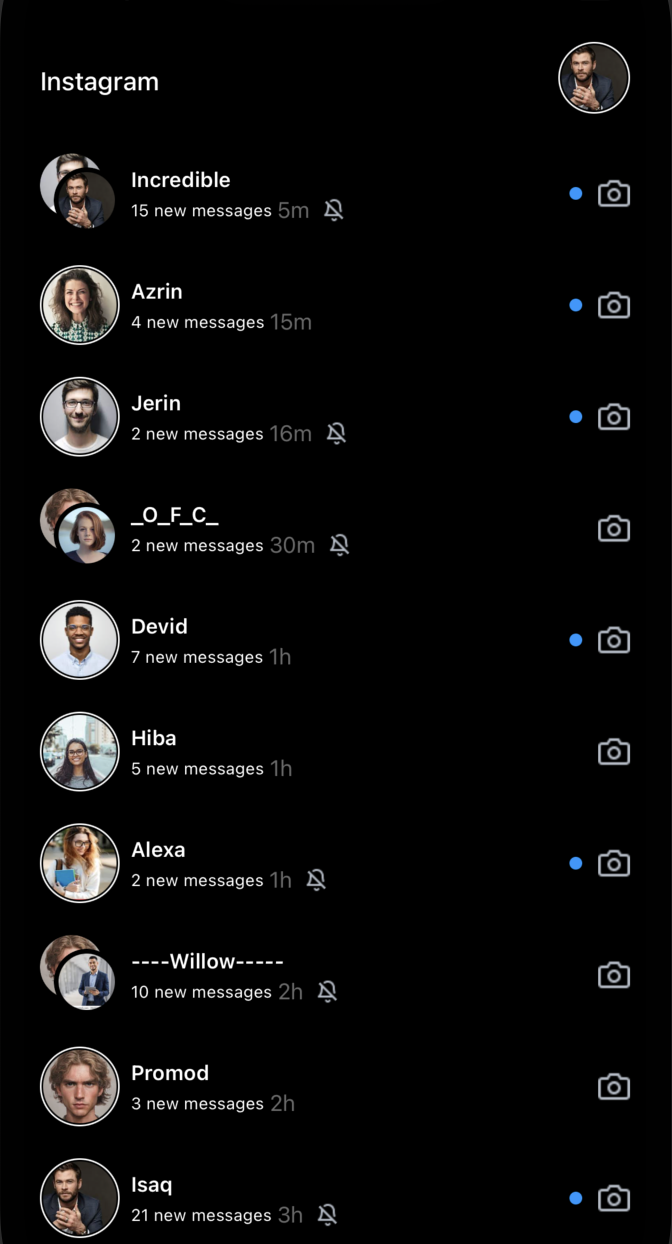 Instagram
Incredible
15 new messages 5m
Azrin
4 new messages 15m
Jerin
2 new messages 16m
_O_F_C_
2 new messages 30m
Devid
7 new messages 1h
Hiba
5 new messages 1h
Alexa
2 new messages 1h
----Willow-----
10 new messages 2h
Promod
3 new messages 2h
Isaq
21 new messages 3h